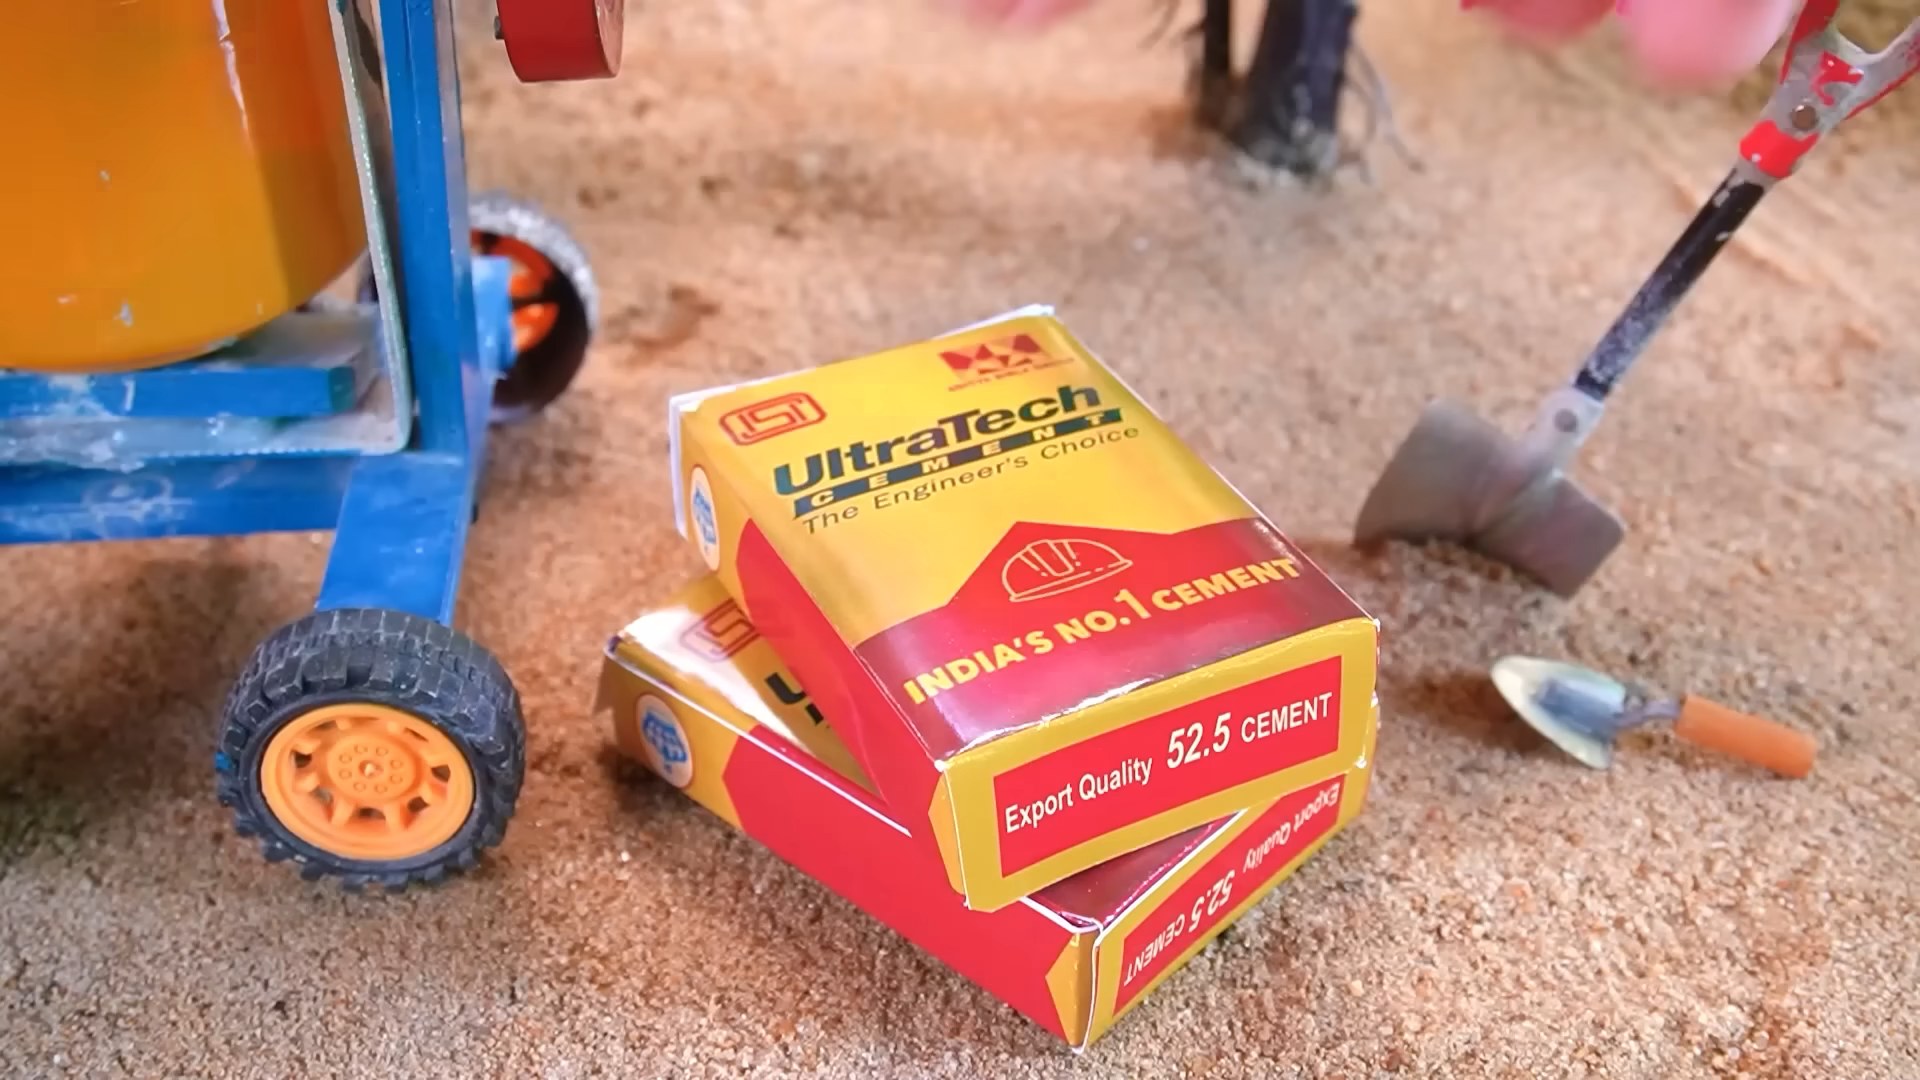 ISI
UltraTech
CEMENT
The Engineer's Choice
INDIA'S NO.1 CEMENT
Export Quality 52.5 CEMENT
Export Quality 52.5 CEMENT